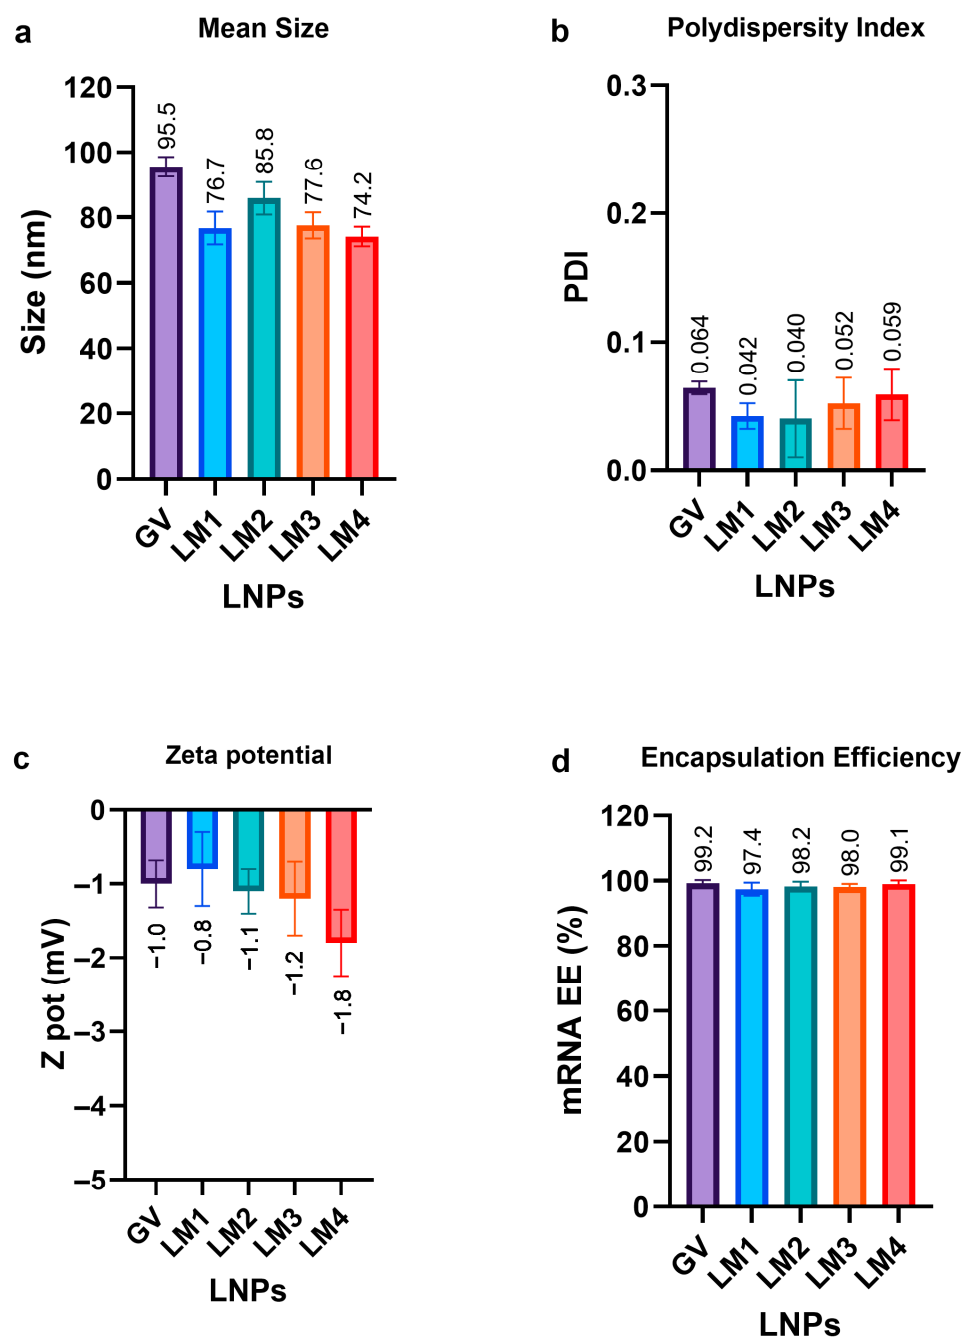 a
Mean Size
Size (nm)
120
100
80
60
40
20
0
95.5
76.7
85.8
77.6
74.2
GV
LM1
LM2
LM3
LM4
LNPs
b
Polydispersity Index
PDI
0.3
0.2
0.1
0.0
0.064
0.042
0.040
0.052
0.059
GV
LM1
LM2
LM3
LM4
LNPs
c
Zeta potential
Z pot (mV)
0
−1
−2
−3
−4
−5
−1.0
−0.8
−1.1
−1.2
−1.8
GV
LM1
LM2
LM3
LM4
LNPs
d
Encapsulation Efficiency
mRNA EE (%)
120
100
80
60
40
20
0
99.2
97.4
98.2
98.0
99.1
GV
LM1
LM2
LM3
LM4
LNPs